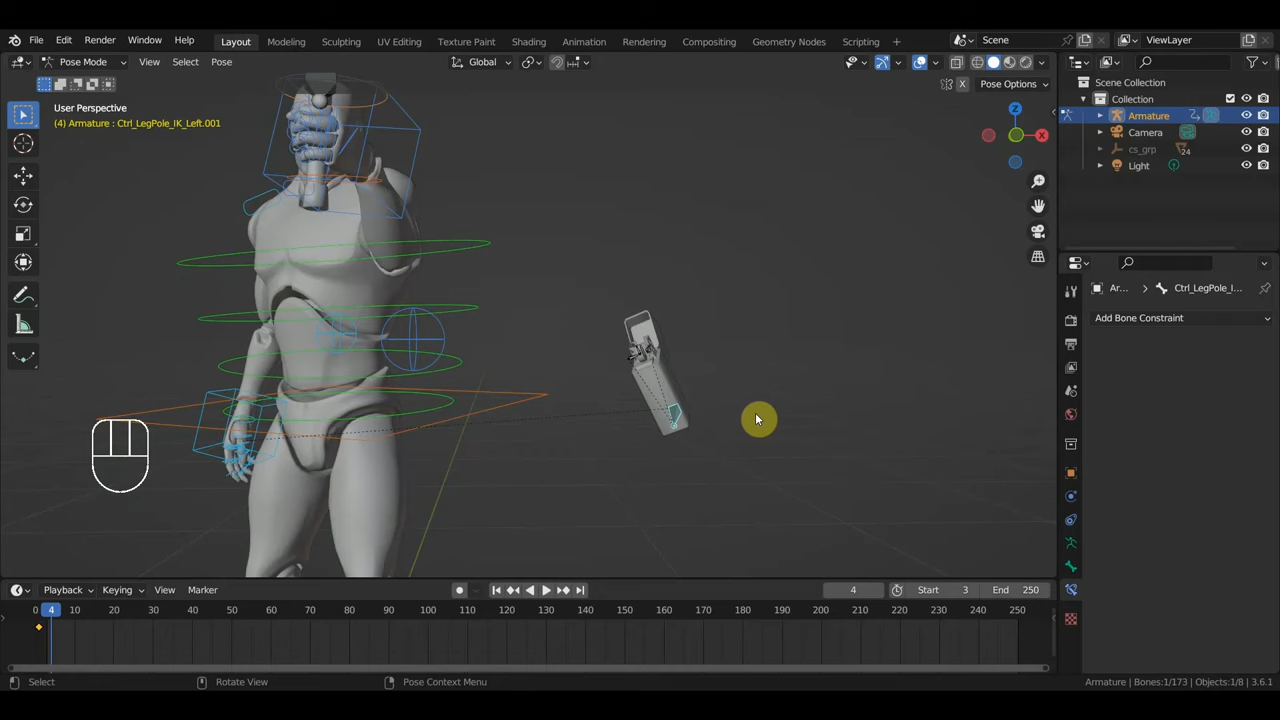 File Edit Render Window Help Layout Modeling Sculpting UV Editing Texture Paint Shading Animation Rendering Compositing Geometry Nodes Scripting + Scene ViewLayer
Pose Mode View Select Pose Global
X Pose Options
User Perspective
(4) Armature : Ctrl_LegPole_IK_Left.001
Z
X
Scene Collection
Collection
Armature
Camera
cs_grp 24
Light
Ar... Ctrl_LegPole_I...
Add Bone Constraint
Playback Keying View Marker 4 Start 3 End 250
0 4 10 20 30 40 50 60 70 80 90 100 110 120 130 140 150 160 170 180 190 200 210 220 230 240 250
Select Rotate View Pose Context Menu Armature | Bones:1/173 | Objects:1/8 | 3.6.1